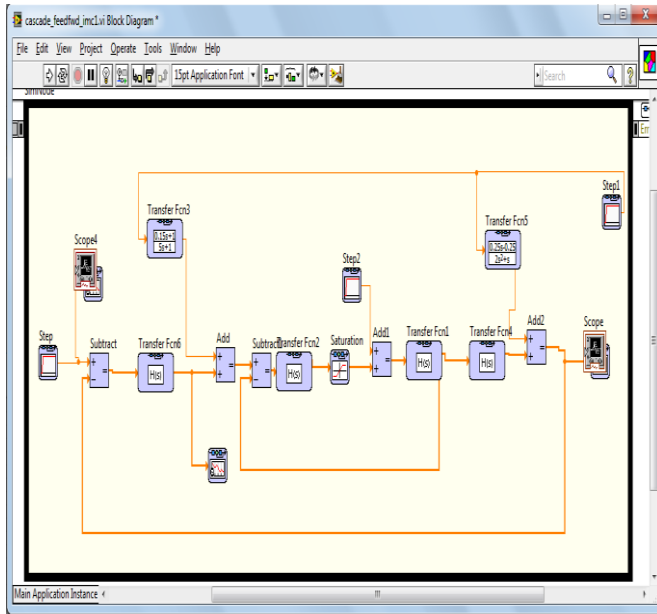 cascade_feedfwd_imc1.vi Block Diagram *
File Edit View Project Operate Tools Window Help
15pt Application Font
Search
Step1
Transfer Fcn3
0.15s+1
5s+1
Transfer Fcn5
0.25s-0.25
2s²+s
Scope4
Step2
Step
Subtract
Transfer Fcn6
H(s)
Add
Subtract
Transfer Fcn2
H(s)
Saturation
Add1
Transfer Fcn1
H(s)
Transfer Fcn4
H(s)
Add2
Scope
Main Application Instance